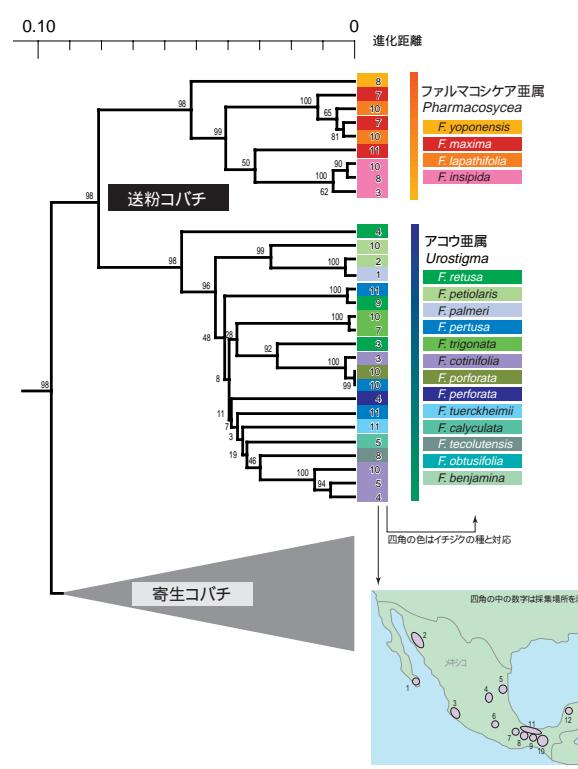 0.10 0
進化距離
ファルマコシケア亜属
Pharmacosycea
F. yoponensis
F. maxima
F. lapathifolia
F. insipida
8
7
10
7
10
11
10
8
3
98
98
99
100
65
81
50
90
100
62
送粉コバチ
アコウ亜属
Urostigma
F. retusa
F. petiolaris
F. palmeri
F. pertusa
F. trigonata
F. cotinifolia
F. porforata
F. perforata
F. tuerckheimii
F. calyculata
F. tecolutensis
F. obtusifolia
F. benjamina
4
10
2
1
11
9
10
7
3
3
10
10
4
11
11
5
8
10
5
4
98
99
100
96
100
48
28
100
92
99
8
11
7
3
19
46
100
94
98
寄生コバチ
四角の色はイチジクの種と対応
四角の中の数字は採集場所を
メキシコ
1
2
3
4
5
6
7
8
9
10
11
12